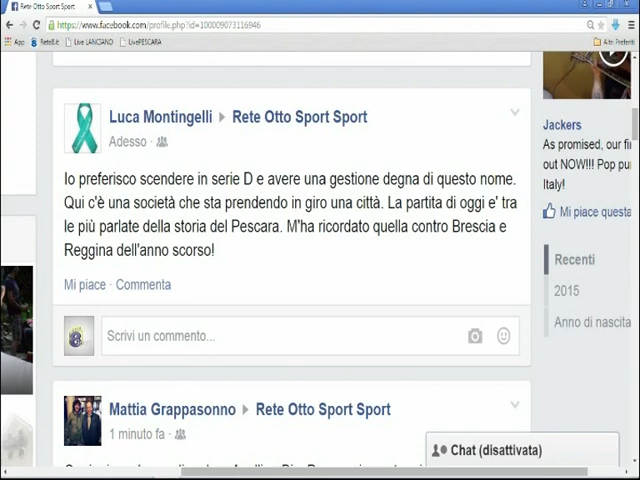 Rete Otto Sport Sport
https://www.facebook.com/profile.php?id=100009073116946
App Rete8.it Live LANCIANO LivePESCARA Altri Preferiti
Luca Montingelli ▸ Rete Otto Sport Sport
Adesso ·
Io preferisco scendere in serie D e avere una gestione degna di questo nome.
Qui c'è una società che sta prendendo in giro una città. La partita di oggi e' tra
le più parlate della storia del Pescara. M'ha ricordato quella contro Brescia e
Reggina dell'anno scorso!
Mi piace · Commenta
Scrivi un commento...
Mattia Grappasonno ▸ Rete Otto Sport Sport
1 minuto fa ·
Jackers
As promised, our fi
out NOW!!! Pop pu
Italy!
Mi piace questa
Recenti
2015
Anno di nascita
Chat (disattivata)